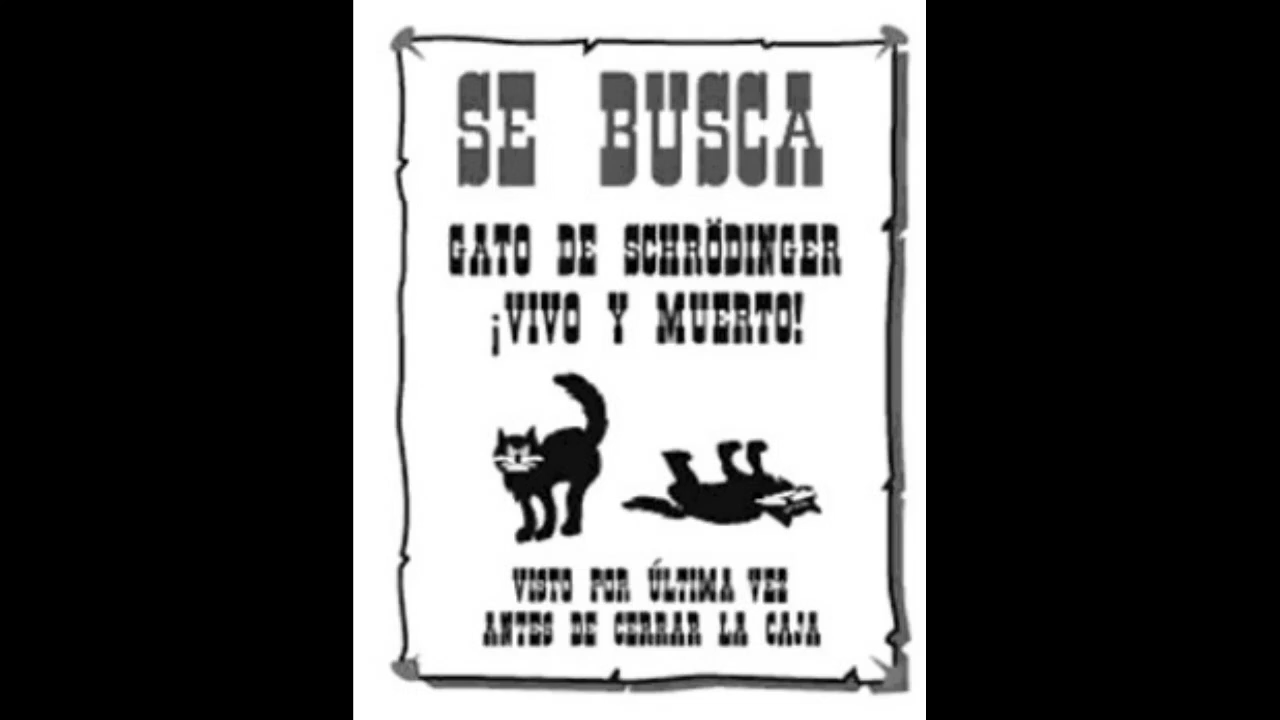 SE BUSCA
GATO DE SCHRÖDINGER
¡VIVO Y MUERTO!
VISTO POR ÚLTIMA VEZ
ANTES DE CERRAR LA CAJA